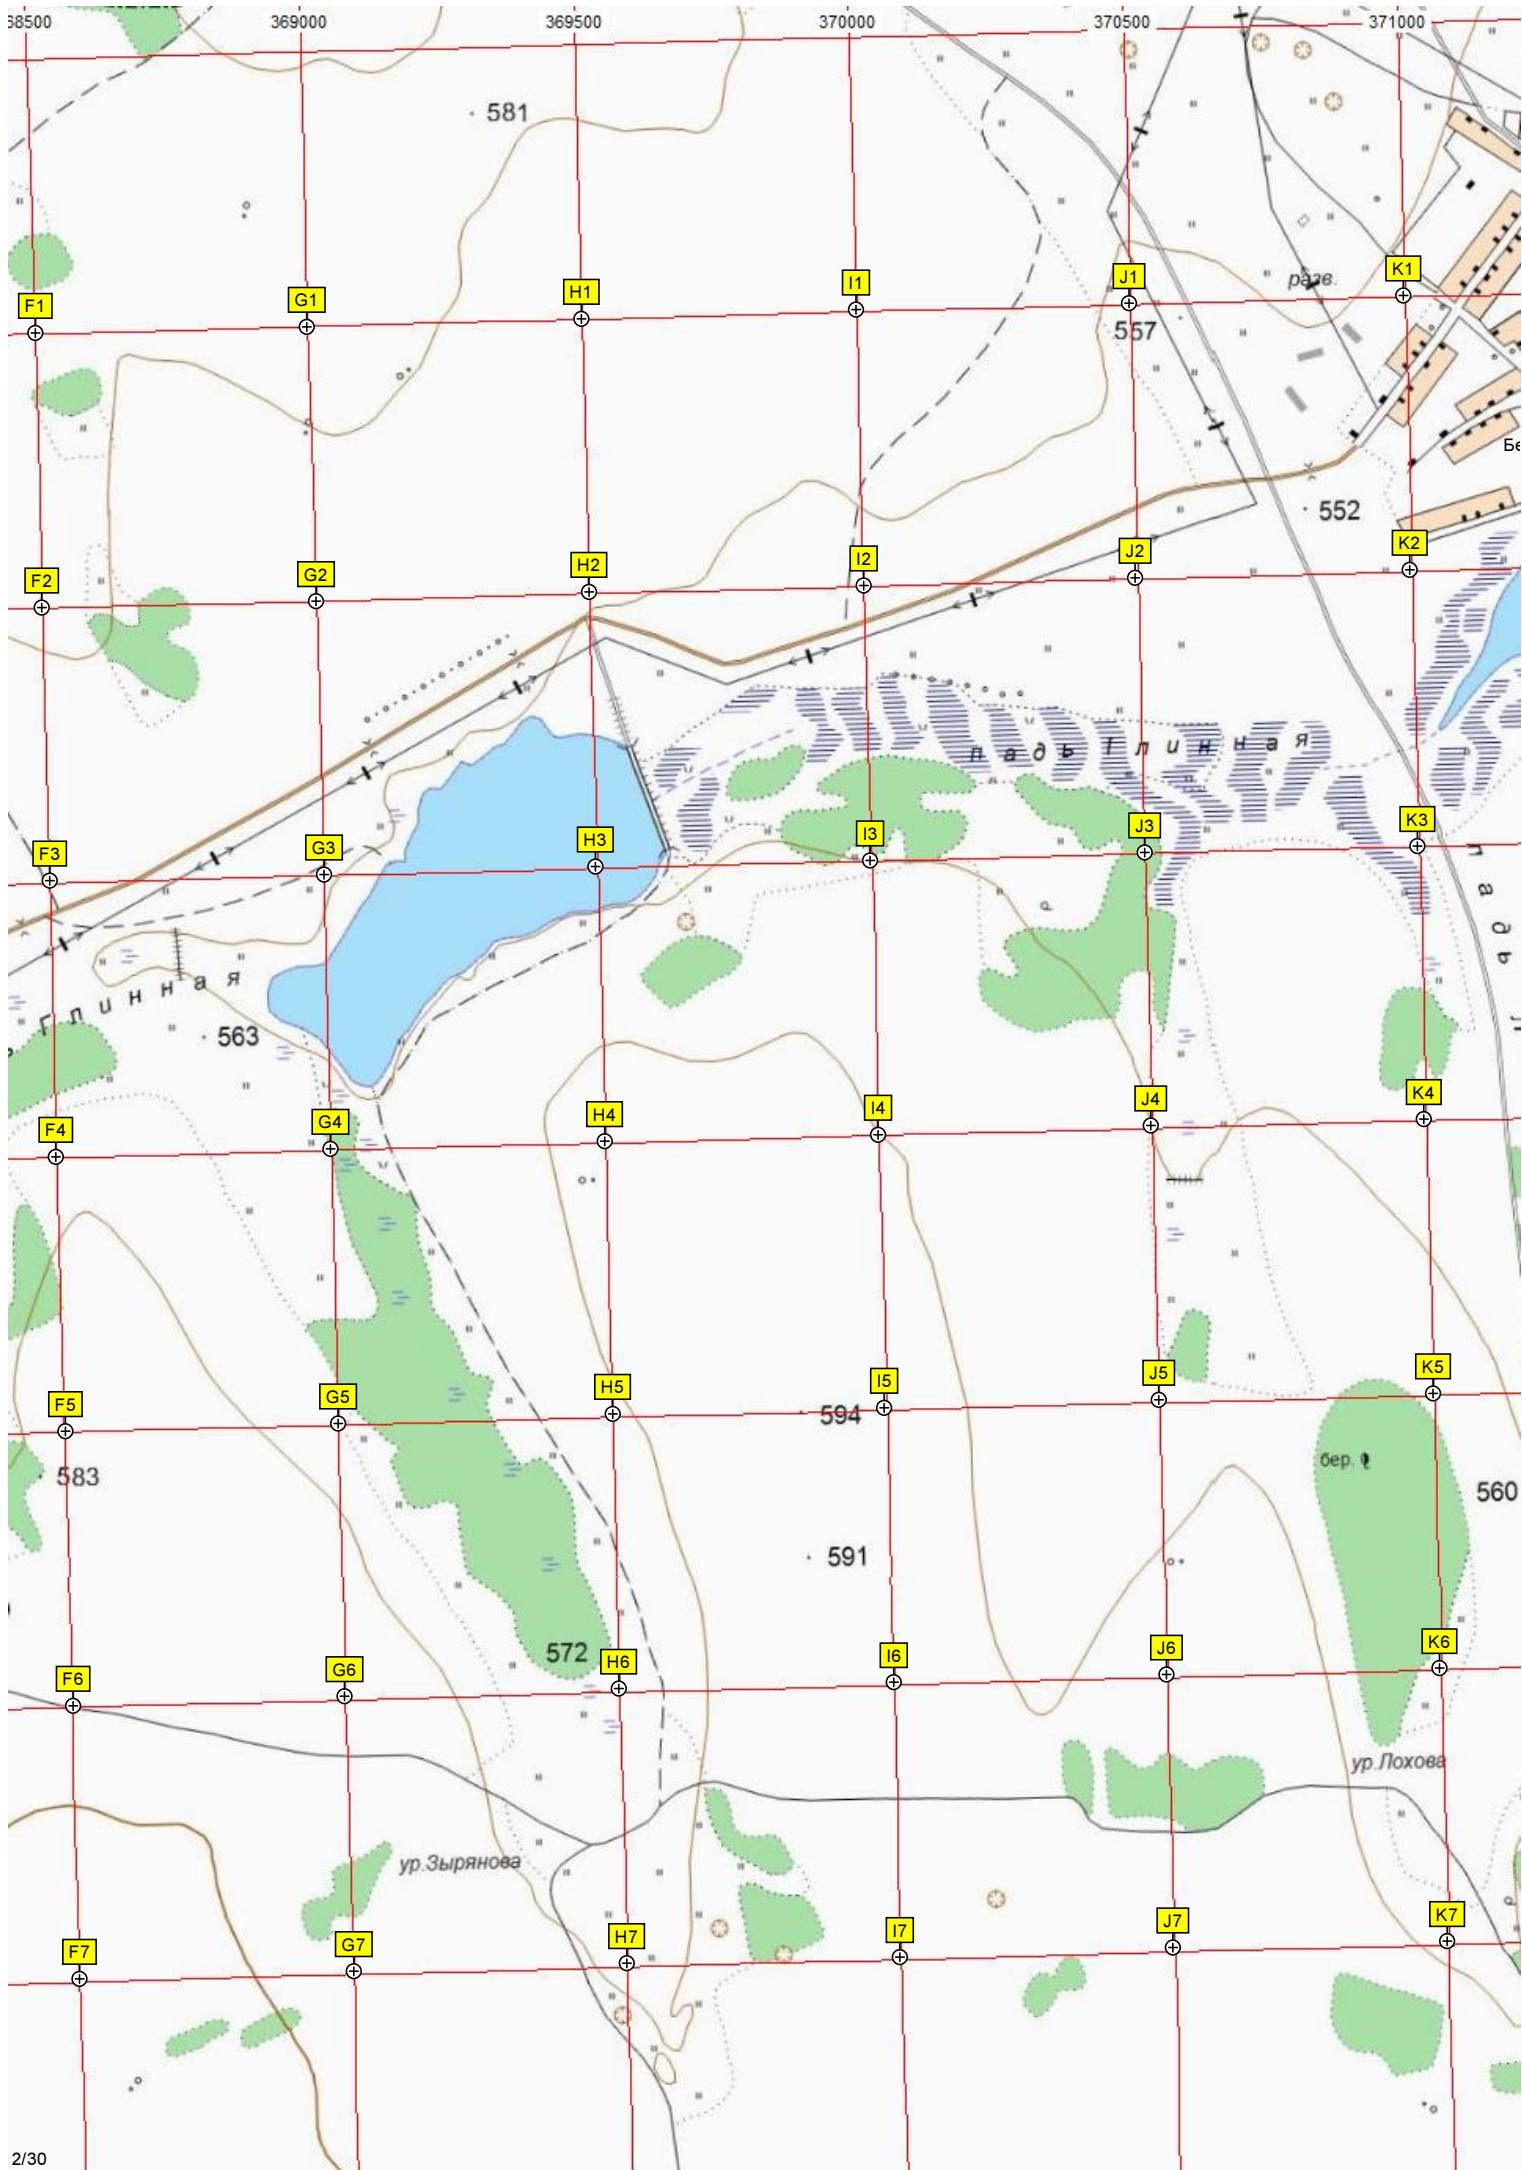 68500 369000 369500 370000 370500 371000
581
разв.
F1 G1 H1 I1 J1 K1
557
Бе
552
F2 G2 H2 I2 J2 K2
падь Глинная
F3 G3 H3 I3 J3 K3
падь
Глинная
563
F4 G4 H4 I4 J4 K4
F5 G5 H5 I5 J5 K5
594
583
бер.
560
591
572
F6 G6 H6 I6 J6 K6
ур.Лохова
ур.Зырянова
F7 G7 H7 I7 J7 K7
2/30